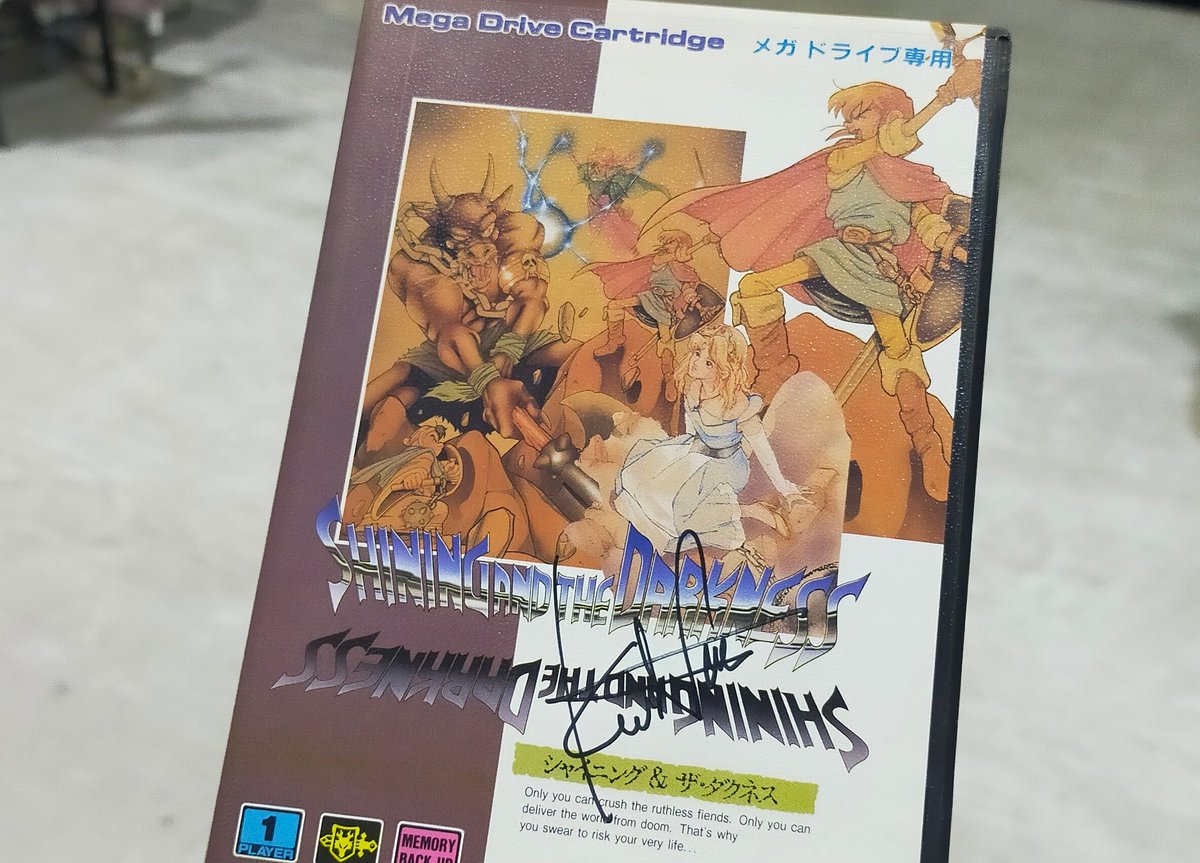 Mega Drive Cartridge
メガドライブ専用
SHINING AND THE DARKNESS
SHINING AND THE DARKNESS
シャイニング&ザ・ダクネス
Only you can crush the ruthless fiends. Only you can
deliver the world from doom. That's why
you swear to risk your very life...
1
PLAYER
MEMORY
BACK UP